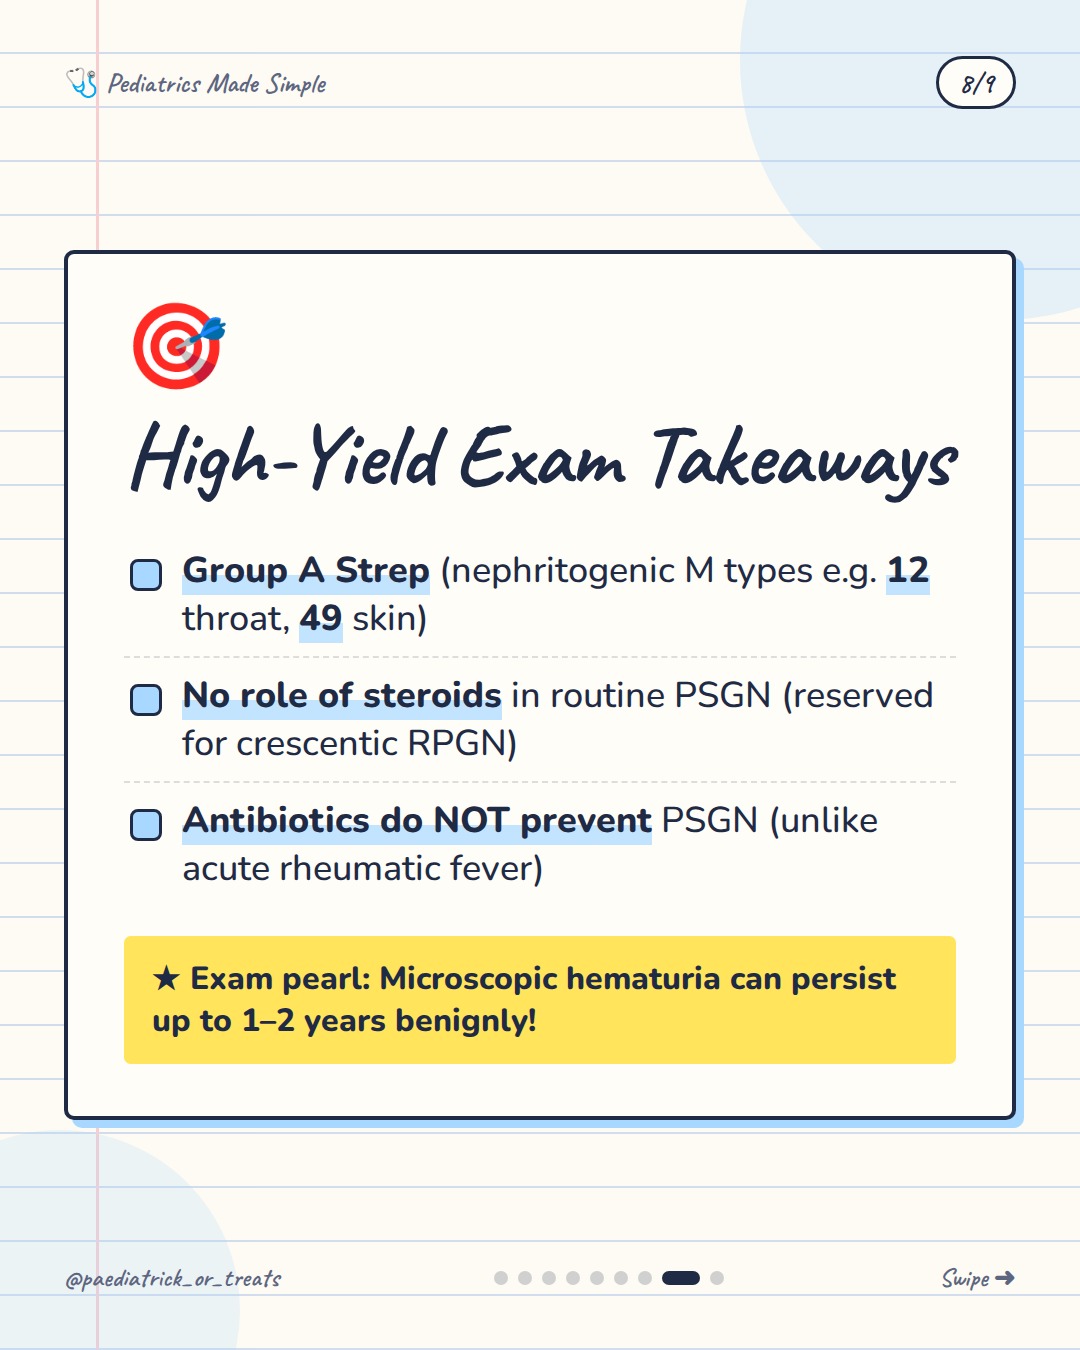 🩺 Pediatrics Made Simple
8/9
🎯
High-Yield Exam Takeaways
Group A Strep (nephritogenic M types e.g. 12
throat, 49 skin)
No role of steroids in routine PSGN (reserved
for crescentic RPGN)
Antibiotics do NOT prevent PSGN (unlike
acute rheumatic fever)
★ Exam pearl: Microscopic hematuria can persist
up to 1–2 years benignly!
@paediatrick_or_treats
Swipe ➜